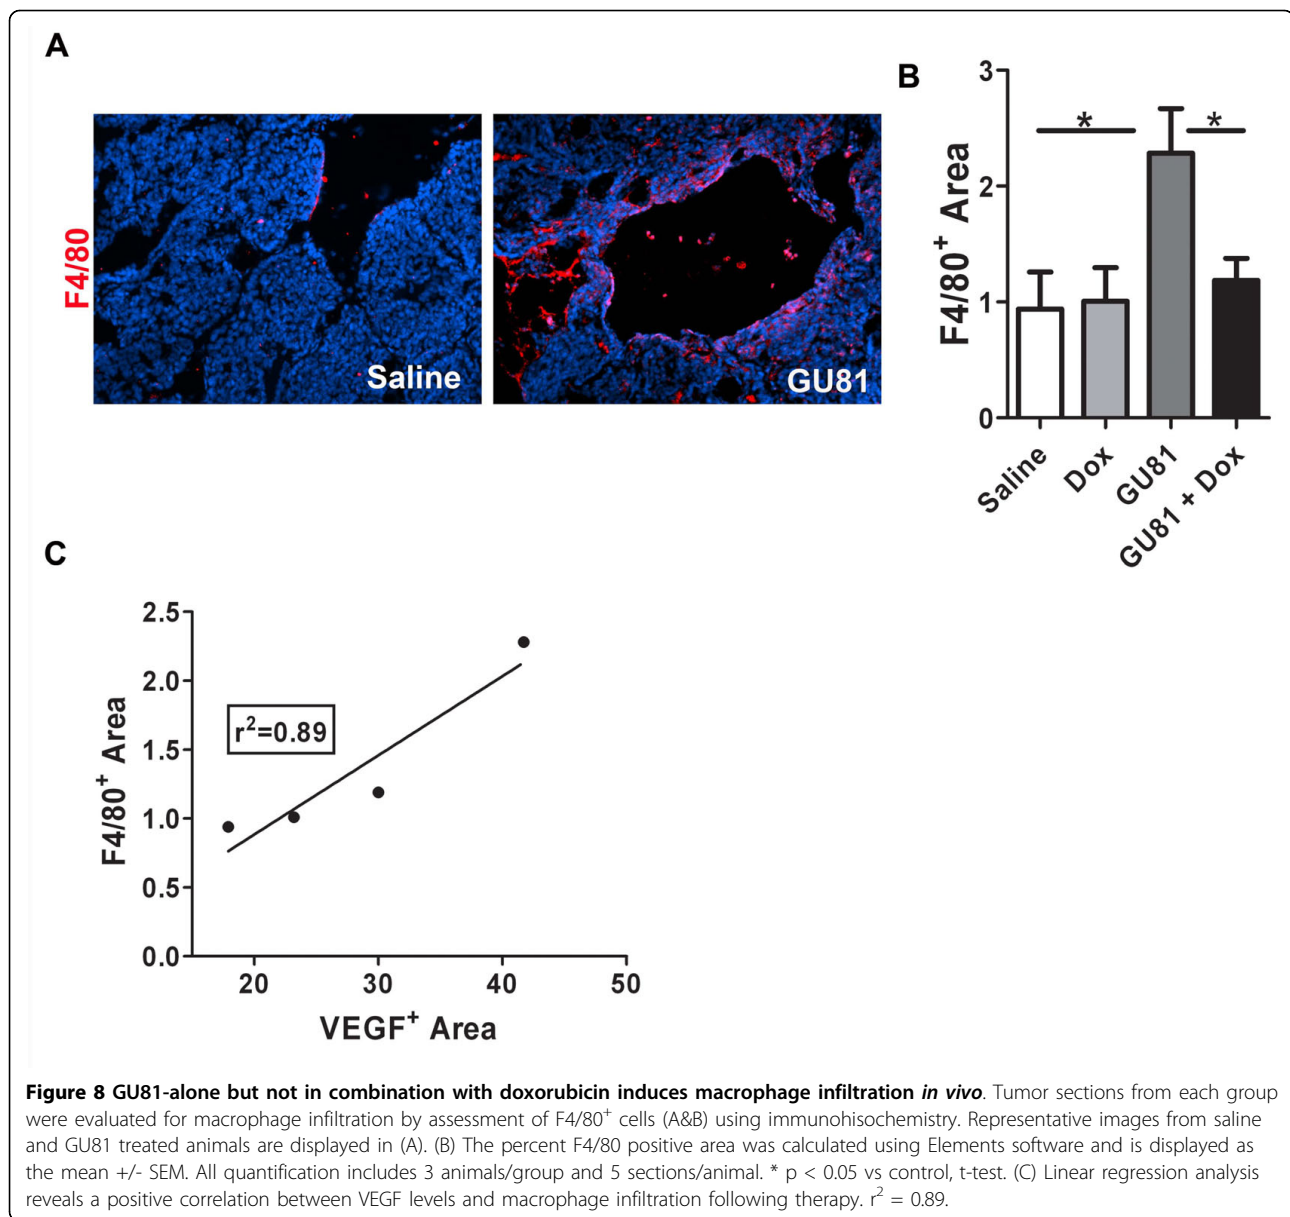 A
F4/80
Saline
GU81
B
F4/80⁺ Area
3
2
1
0
*
*
Saline
Dox
GU81
GU81 + Dox
C
F4/80⁺ Area
2.5
2.0
1.5
1.0
0.5
0.0
r²=0.89
20
30
40
50
VEGF⁺ Area
Figure 8 GU81-alone but not in combination with doxorubicin induces macrophage infiltration in vivo. Tumor sections from each group
were evaluated for macrophage infiltration by assessment of F4/80⁺ cells (A&B) using immunohisochemistry. Representative images from saline
and GU81 treated animals are displayed in (A). (B) The percent F4/80 positive area was calculated using Elements software and is displayed as
the mean +/- SEM. All quantification includes 3 animals/group and 5 sections/animal. * p < 0.05 vs control, t-test. (C) Linear regression analysis
reveals a positive correlation between VEGF levels and macrophage infiltration following therapy. r² = 0.89.